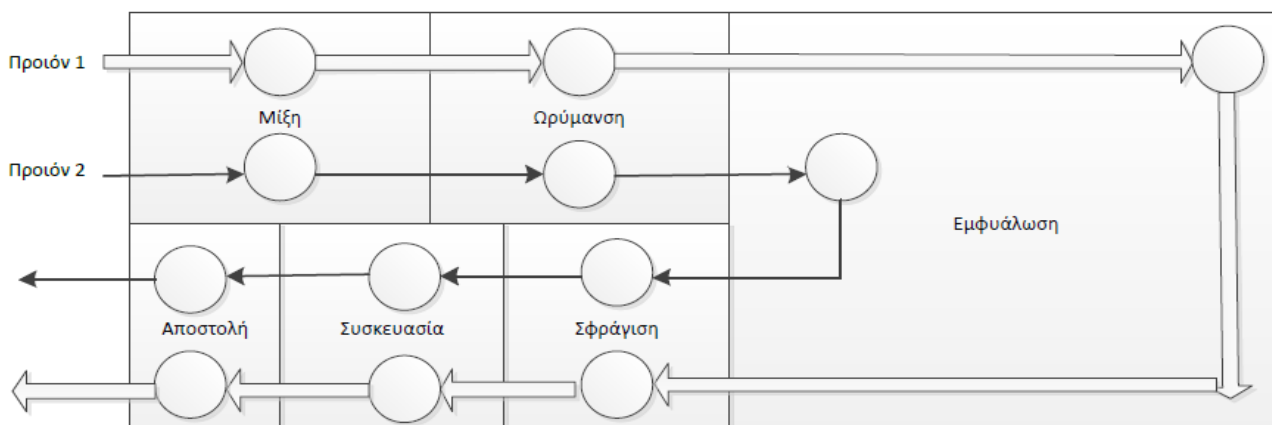 Προιόν 1
Μίξη
Ωρύμανση
Προιόν 2
Εμφυάλωση
Αποστολή
Συσκευασία
Σφράγιση